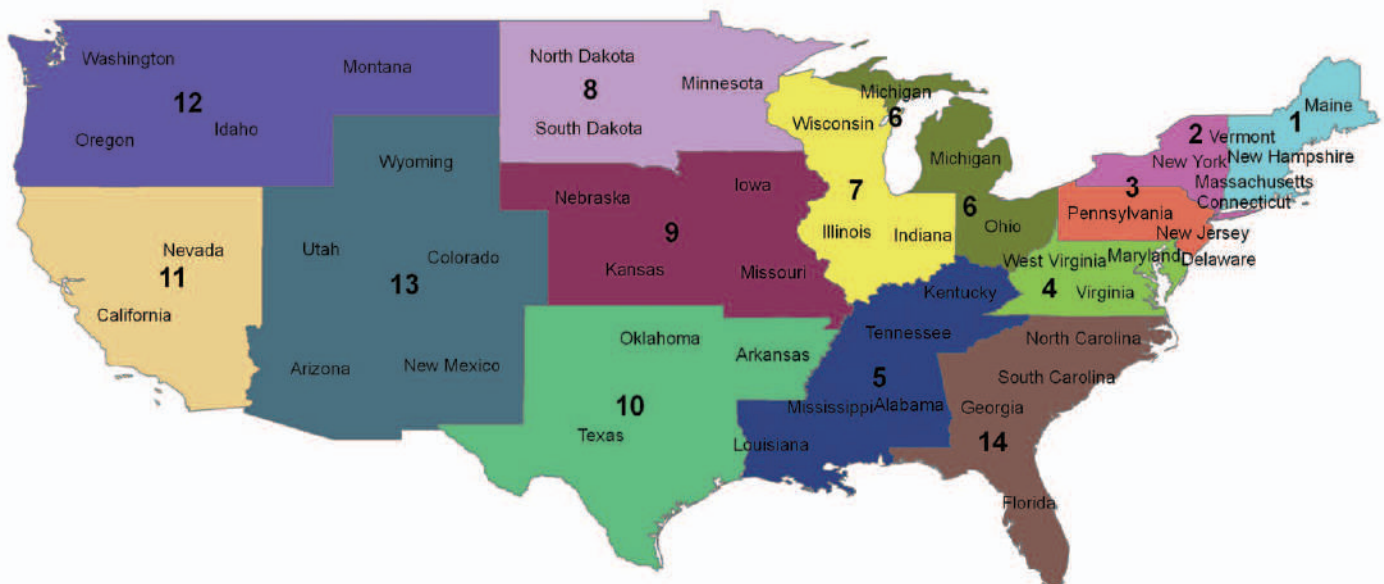 Washington
Montana
12
Oregon
Idaho
North Dakota
Minnesota
8
South Dakota
Wyoming
Michigan
6
Wisconsin
Michigan
Maine
1
2
Vermont
New York
New Hampshire
Massachusetts
Connecticut
3
Pennsylvania
New Jersey
Nebraska
Iowa
9
Kansas
Missouri
7
Illinois
Indiana
6
Ohio
West Virginia
Maryland
Delaware
4
Virginia
Nevada
11
California
Utah
Colorado
13
Arizona
New Mexico
Oklahoma
Arkansas
10
Texas
Kentucky
Tennessee
5
Mississippi
Alabama
Louisiana
North Carolina
South Carolina
Georgia
14
Florida